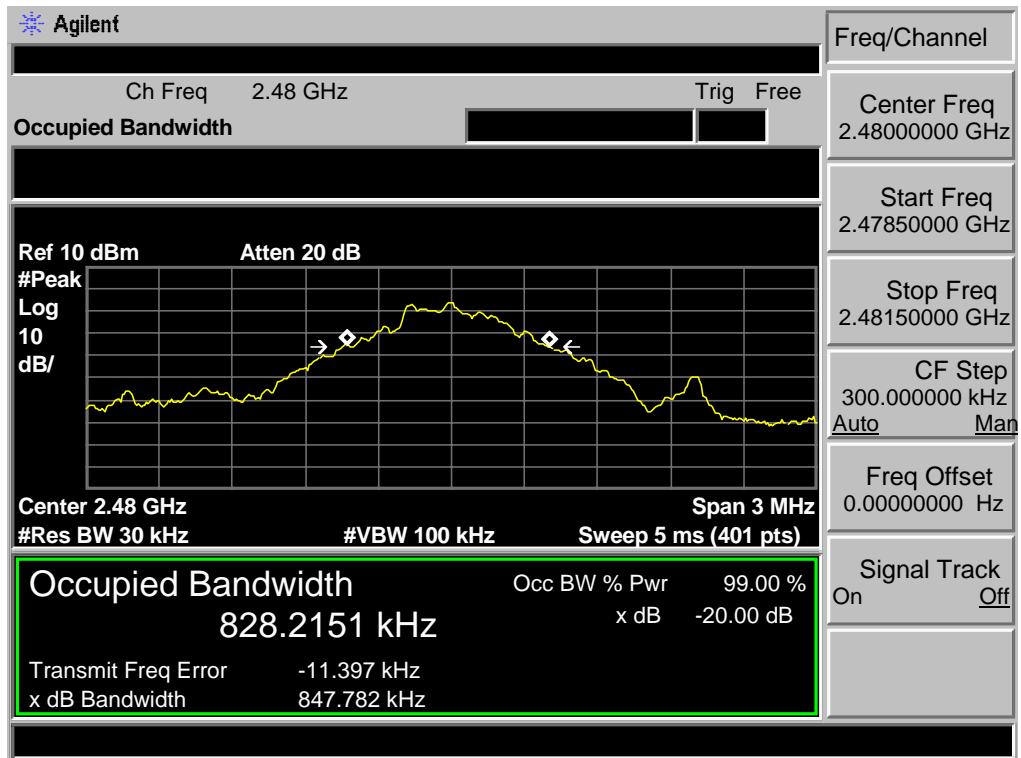 Agilent
Freq/Channel
Ch Freq 2.48 GHz Trig Free
Occupied Bandwidth
Center Freq
2.48000000 GHz
Start Freq
2.47850000 GHz
Stop Freq
2.48150000 GHz
CF Step
300.000000 kHz
Auto Man
Freq Offset
0.00000000 Hz
Signal Track
On Off
Ref 10 dBm Atten 20 dB
#Peak
Log
10
dB/
Center 2.48 GHz Span 3 MHz
#Res BW 30 kHz #VBW 100 kHz Sweep 5 ms (401 pts)
Occupied Bandwidth Occ BW % Pwr 99.00 %
828.2151 kHz x dB -20.00 dB
Transmit Freq Error -11.397 kHz
x dB Bandwidth 847.782 kHz